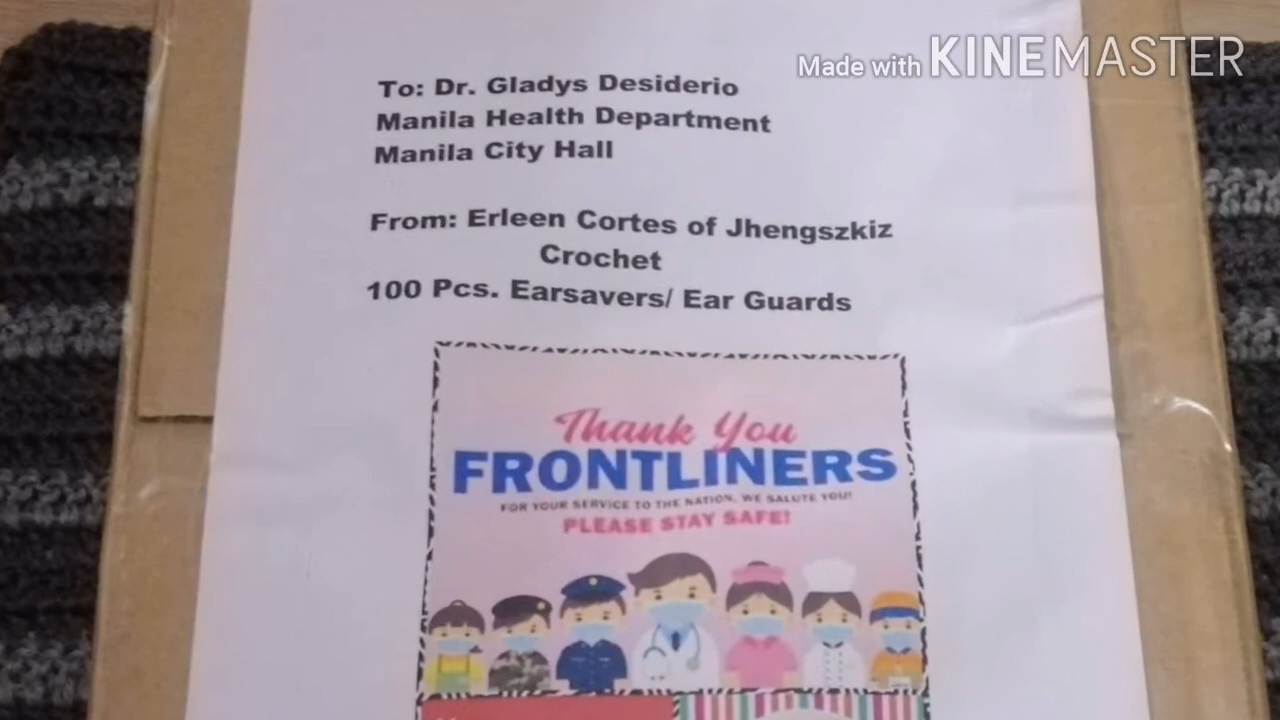 Made with KINEMASTER
To: Dr. Gladys Desiderio
Manila Health Department
Manila City Hall
From: Erleen Cortes of Jhengszkiz
Crochet
100 Pcs. Earsavers/ Ear Guards
Thank You
FRONTLINERS
FOR YOUR SERVICE TO THE NATION, WE SALUTE YOU!
PLEASE STAY SAFE!